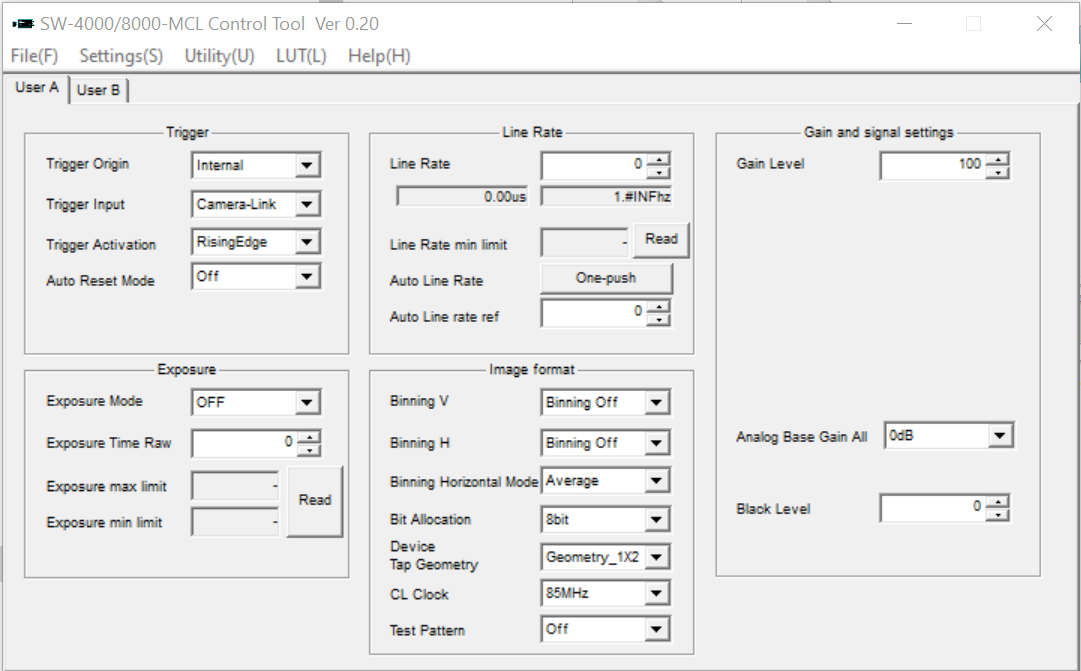 SW-4000/8000-MCL Control Tool Ver 0.20
File(F) Settings(S) Utility(U) LUT(L) Help(H)
User A User B
Trigger
Trigger Origin Internal
Trigger Input Camera-Link
Trigger Activation RisingEdge
Auto Reset Mode Off
Line Rate
Line Rate 0
0.00us 1.#INFhz
Line Rate min limit - Read
Auto Line Rate One-push
Auto Line rate ref 0
Gain and signal settings
Gain Level 100
Analog Base Gain All 0dB
Black Level 0
Exposure
Exposure Mode OFF
Exposure Time Raw 0
Exposure max limit -
Read
Exposure min limit -
Image format
Binning V Binning Off
Binning H Binning Off
Binning Horizontal Mode Average
Bit Allocation 8bit
Device
Tap Geometry Geometry_1X2
CL Clock 85MHz
Test Pattern Off